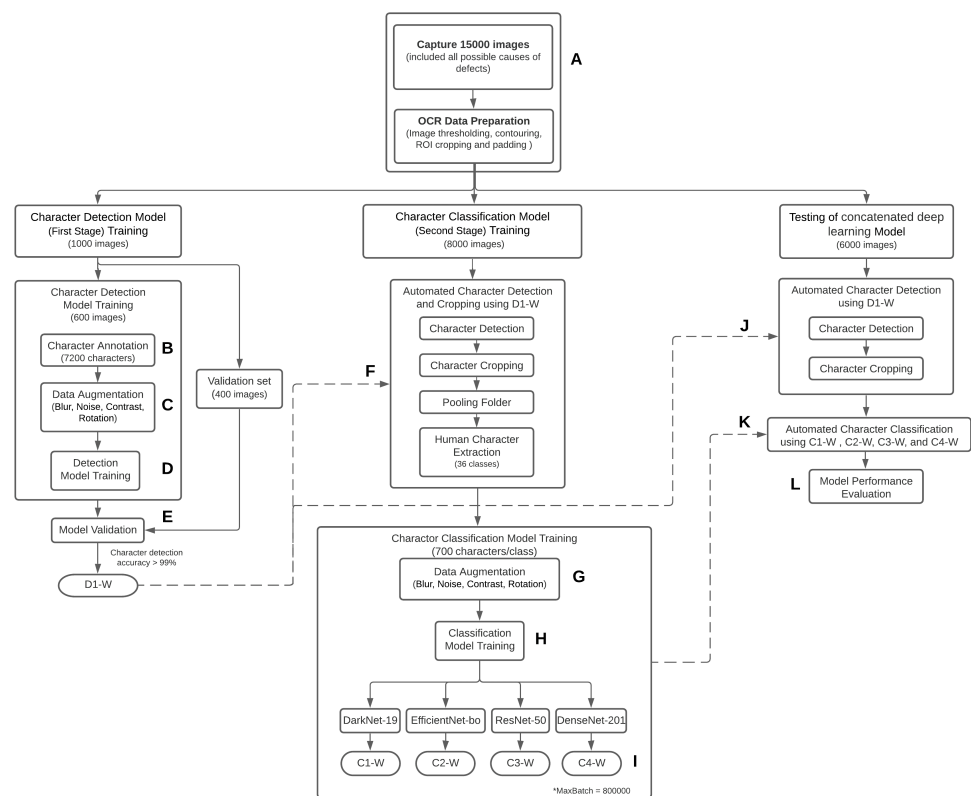 Capture 15000 images
(included all possible causes of
defects)
A
OCR Data Preparation
(Image thresholding, contouring,
ROI cropping and padding )
Character Detection Model
(First Stage) Training
(1000 images)
Character Detection
Model Training
(600 images)
Character Annotation
(7200 characters)
B
Data Augmentation
(Blur, Noise, Contrast,
Rotation)
C
Detection
Model Training
D
Validation set
(400 images)
E
Model Validation
Character detection
accuracy > 99%
D1-W
Character Classification Model
(Second Stage) Training
(8000 images)
Automated Character Detection
and Cropping using D1-W
Character Detection
Character Cropping
F
Pooling Folder
Human Character
Extraction
(36 classes)
Charactor Classification Model Training
(700 characters/class)
Data Augmentation
(Blur, Noise, Contrast, Rotation)
G
Classification
Model Training
H
DarkNet-19
EfficientNet-bo
ResNet-50
DenseNet-201
C1-W
C2-W
C3-W
C4-W
I
*MaxBatch = 800000
Testing of concatenated deep
learning Model
(6000 images)
Automated Character Detection
using D1-W
J
Character Detection
Character Cropping
K
Automated Character Classification
using C1-W , C2-W, C3-W, and C4-W
L
Model Performance
Evaluation